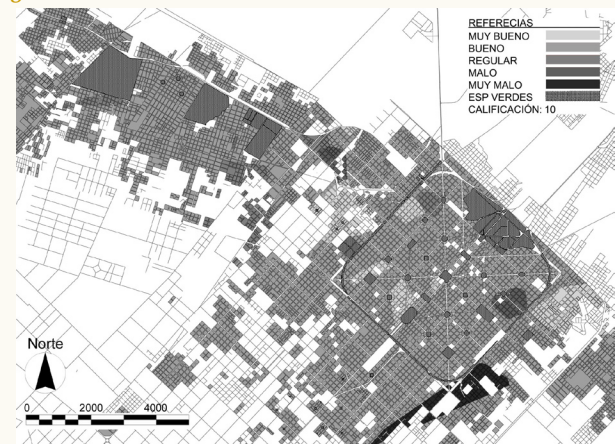 REFERECIAS
MUY BUENO
BUENO
REGULAR
MALO
MUY MALO
ESP VERDES
CALIFICACIÓN: 10
Norte
0 2000 4000